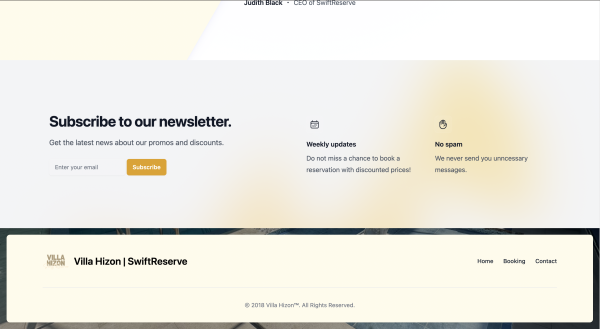 Judith Black • CEO of SwiftReserve
Subscribe to our newsletter.
Get the latest news about our promos and discounts.
Enter your email
Subscribe
Weekly updates
Do not miss a chance to book a
reservation with discounted prices!
No spam
We never send you unncessary
messages.
VILLA
HIZON
Villa Hizon | SwiftReserve
Home
Booking
Contact
© 2018 Villa Hizon™. All Rights Reserved.